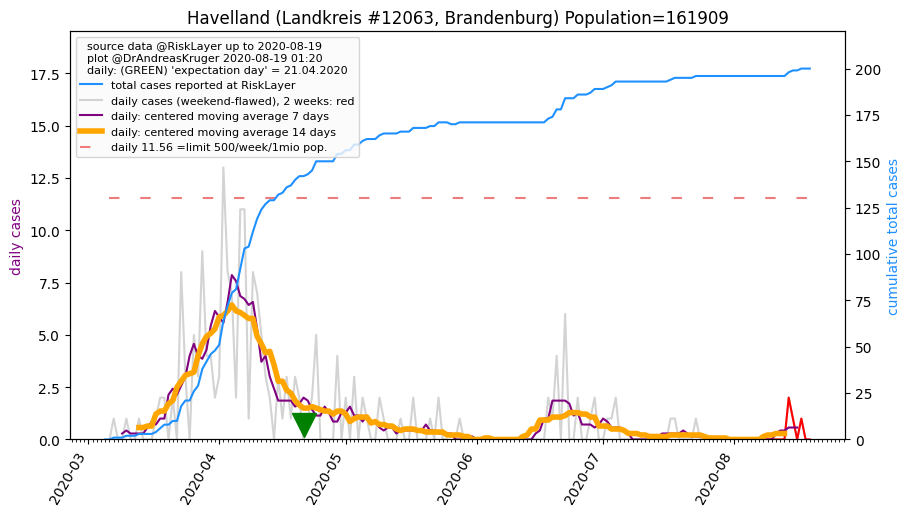 Havelland (Landkreis #12063, Brandenburg) Population=161909
source data @RiskLayer up to 2020-08-19
plot @DrAndreasKruger 2020-08-19 01:20
daily: (GREEN) 'expectation day' = 21.04.2020
total cases reported at RiskLayer
daily cases (weekend-flawed), 2 weeks: red
daily: centered moving average 7 days
daily: centered moving average 14 days
daily 11.56 =limit 500/week/1mio pop.
daily cases
17.5
15.0
12.5
10.0
7.5
5.0
2.5
0.0
cumulative total cases
200
175
150
125
100
75
50
25
0
2020-03
2020-04
2020-05
2020-06
2020-07
2020-08